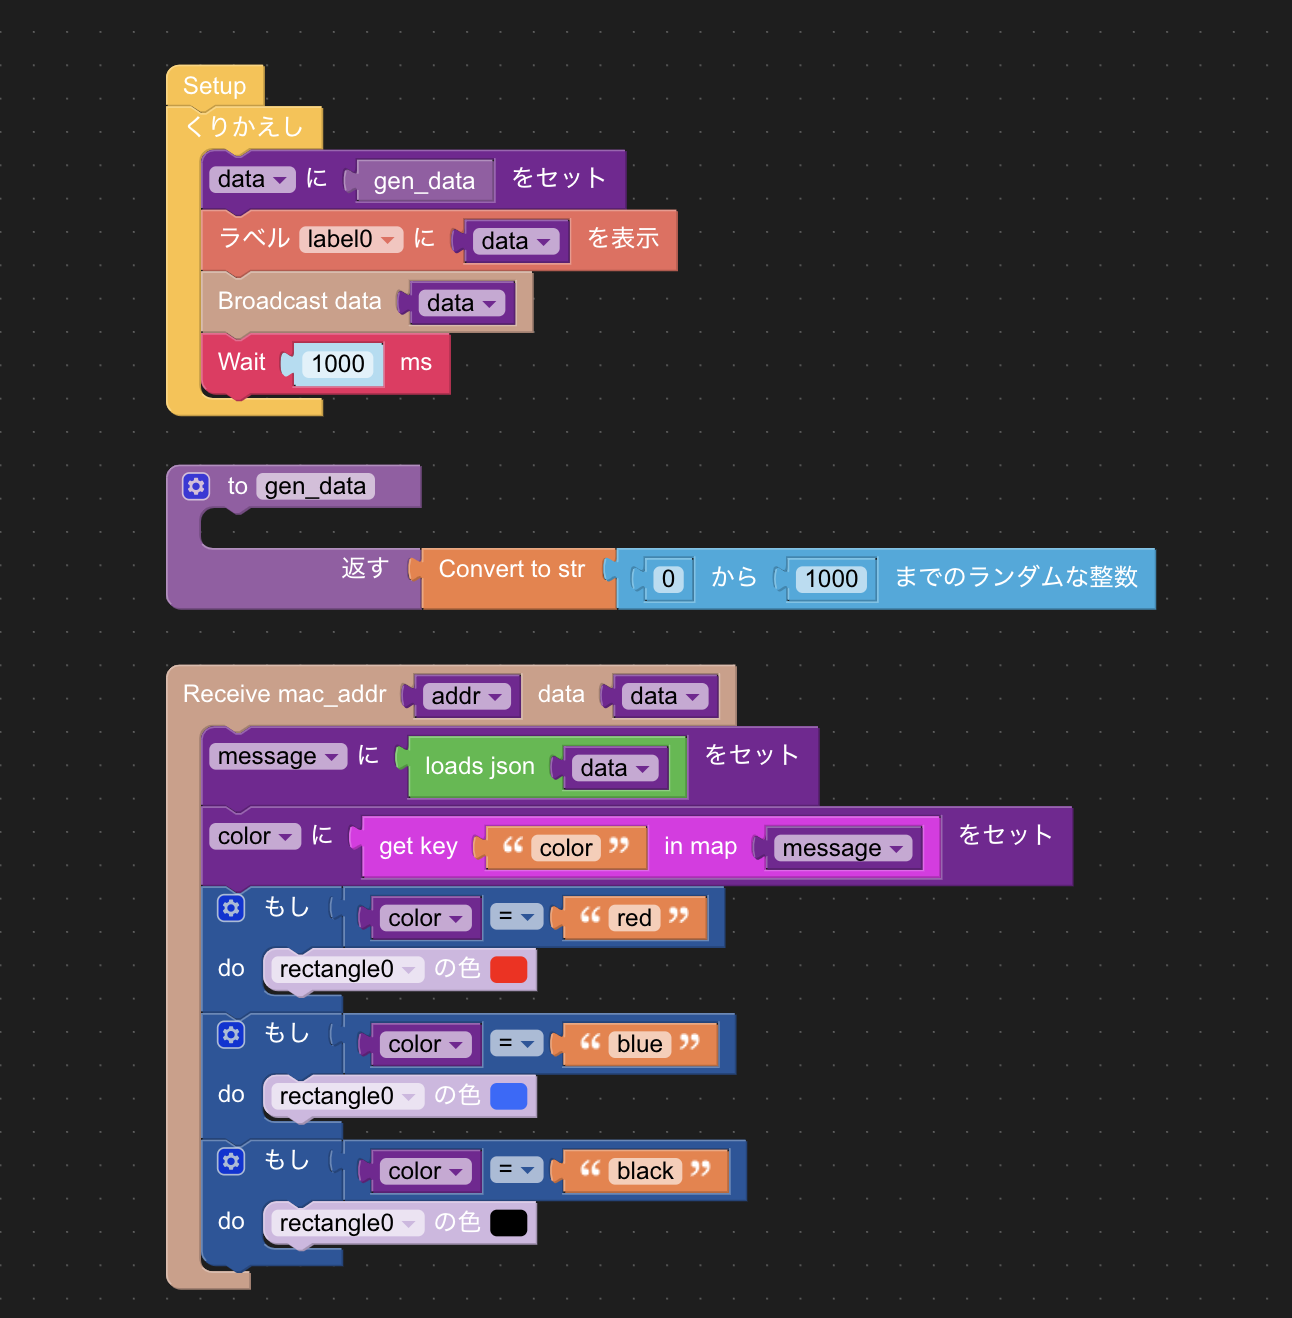 Setup
くりかえし
data に gen_data をセット
ラベル label0 に data を表示
Broadcast data data
Wait 1000 ms
to gen_data
返す Convert to str 0 から 1000 までのランダムな整数
Receive mac_addr addr data data
message に loads json data をセット
color に get key “ color ” in map message をセット
もし color = “ red ”
do rectangle0 の色
もし color = “ blue ”
do rectangle0 の色
もし color = “ black ”
do rectangle0 の色